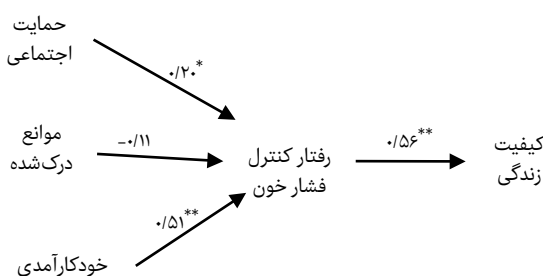 حمایت
اجتماعی
۰/۲۰*
موانع
درک‌شده
-۰/۱۱
رفتار کنترل
فشار خون
۰/۵۶**
کیفیت
زندگی
۰/۵۱**
خودکارآمدی